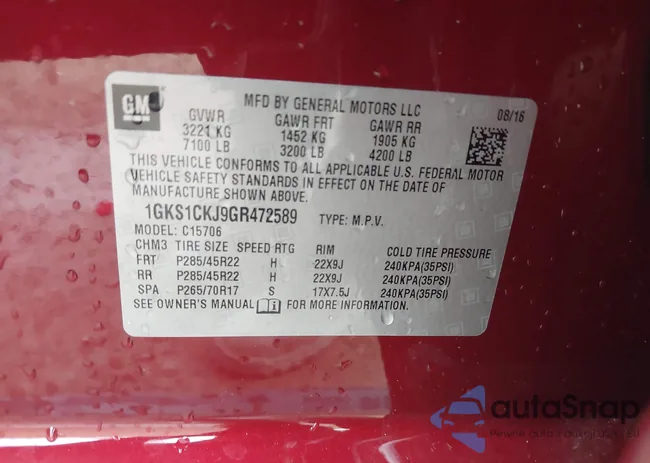 GM
MFD BY GENERAL MOTORS LLC
08/16
GVWR GAWR FRT GAWR RR
3221 KG 1452 KG 1905 KG
7100 LB 3200 LB 4200 LB
THIS VEHICLE CONFORMS TO ALL APPLICABLE U.S. FEDERAL MOTOR
VEHICLE SAFETY STANDARDS IN EFFECT ON THE DATE OF
MANUFACTURE SHOWN ABOVE.
1GKS1CKJ9GR472589 TYPE: M.P.V.
MODEL: C15706
CHM3 TIRE SIZE SPEED RTG RIM COLD TIRE PRESSURE
FRT P285/45R22 H 22X9J 240KPA(35PSI)
RR P285/45R22 H 22X9J 240KPA(35PSI)
SPA P265/70R17 S 17X7.5J 240KPA(35PSI)
SEE OWNER'S MANUAL FOR MORE INFORMATION.
autaSnap